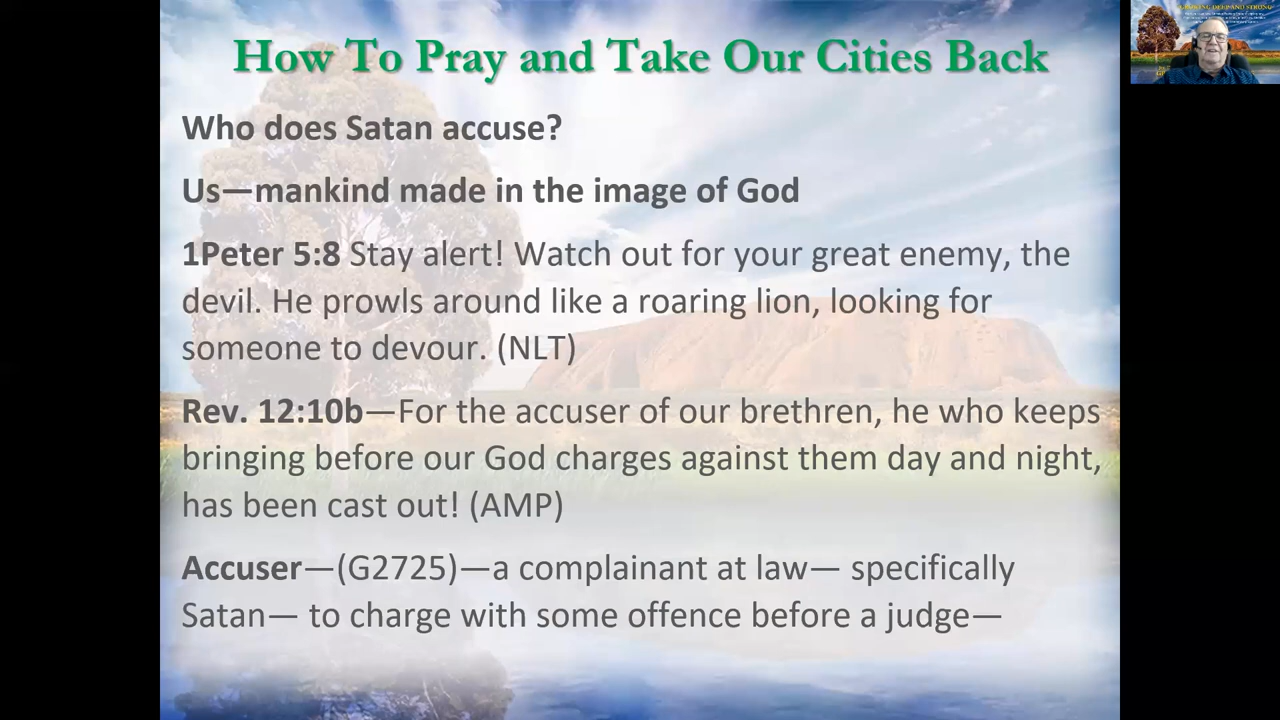 How To Pray and Take Our Cities Back
GROWING DEEP AND STRONG
Who does Satan accuse?
Us—mankind made in the image of God
1Peter 5:8 Stay alert! Watch out for your great enemy, the
devil. He prowls around like a roaring lion, looking for
someone to devour. (NLT)
Rev. 12:10b—For the accuser of our brethren, he who keeps
bringing before our God charges against them day and night,
has been cast out! (AMP)
Accuser—(G2725)—a complainant at law— specifically
Satan— to charge with some offence before a judge—